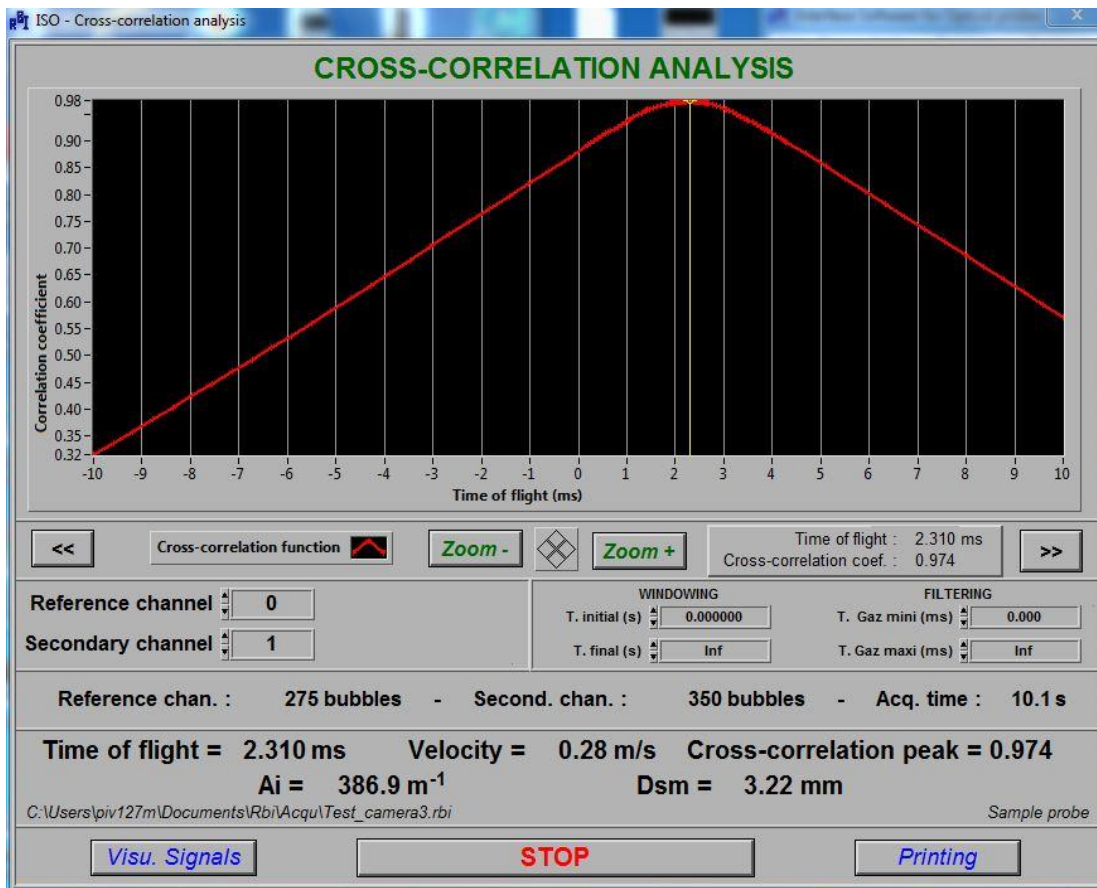 RBI ISO - Cross-correlation analysis
x
CROSS-CORRELATION ANALYSIS
Correlation coefficient
0.98
0.90
0.85
0.80
0.75
0.70
0.65
0.60
0.55
0.50
0.45
0.40
0.35
0.32
-10 -9 -8 -7 -6 -5 -4 -3 -2 -1 0 1 2 3 4 5 6 7 8 9 10
Time of flight (ms)
<< Cross-correlation function Zoom - Zoom + >>
Time of flight : 2.310 ms
Cross-correlation coef. : 0.974
Reference channel 0
Secondary channel 1
WINDOWING FILTERING
T. initial (s) 0.000000 T. Gaz mini (ms) 0.000
T. final (s) Inf T. Gaz maxi (ms) Inf
Reference chan. : 275 bubbles - Second. chan. : 350 bubbles - Acq. time : 10.1 s
Time of flight = 2.310 ms Velocity = 0.28 m/s Cross-correlation peak = 0.974
Ai = 386.9 m-1 Dsm = 3.22 mm
C:\Users\piv127m\Documents\Rbi\Acqu\Test_camera3.rbi Sample probe
Visu. Signals STOP Printing